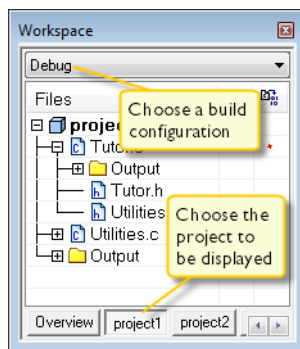 Workspace
Debug
Files
Choose a build
configuration
Output
Tutor.h
Utilities
Choose the
project to
be displayed
Utilities.c
Output
Overview
project1
project2